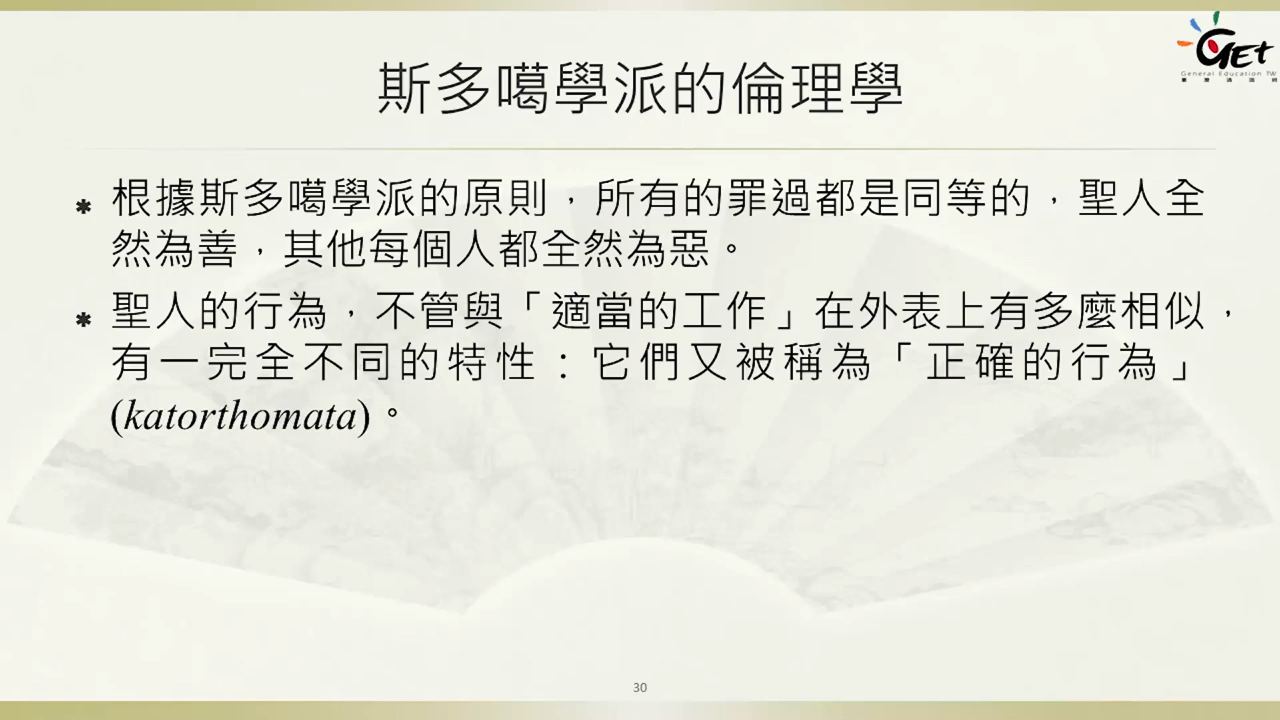 GET
General Education TW
斯多噶學派的倫理學
根據斯多噶學派的原則，所有的罪過都是同等的，聖人全
然為善，其他每個人都全然為惡。
聖人的行為，不管與「適當的工作」在外表上有多麼相似，
有一完全不同的特性：它們又被稱為「正確的行為」
(katorthomata)。
30